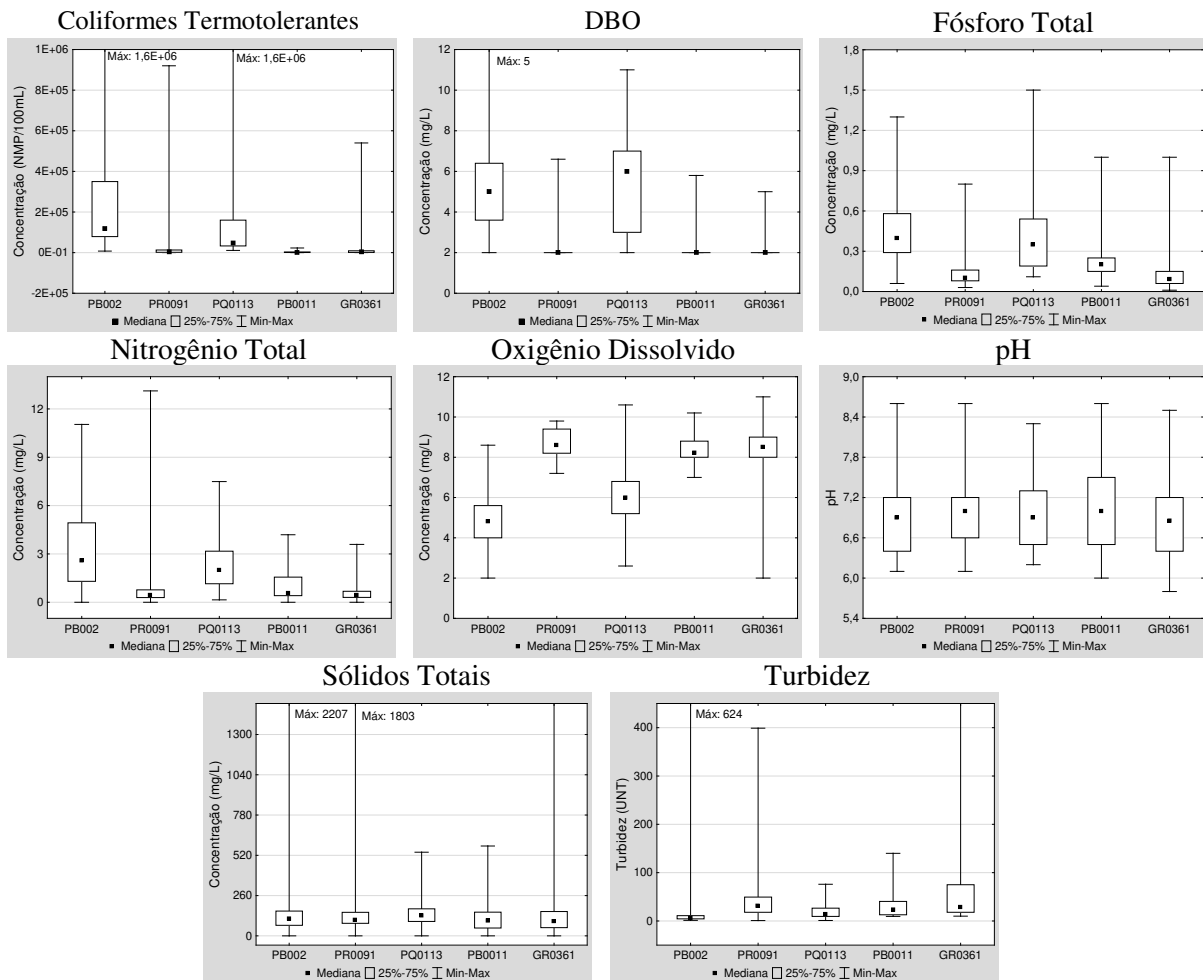 Coliformes Termotolerantes
Concentração (NMP/100mL)
1E+06
8E+05
6E+05
4E+05
2E+05
0E-01
-2E+05
Máx: 1,6E+06
Máx: 1,6E+06
PB002 PR0091 PQ0113 PB0011 GR0361
Mediana 25%-75% Min-Max
DBO
Concentração (mg/L)
12
10
8
6
4
2
0
Máx: 5
PB002 PR0091 PQ0113 PB0011 GR0361
Mediana 25%-75% Min-Max
Fósforo Total
Concentração (mg/L)
1,8
1,5
1,2
0,9
0,6
0,3
0,0
PB002 PR0091 PQ0113 PB0011 GR0361
Mediana 25%-75% Min-Max
Nitrogênio Total
Concentração (mg/L)
12
9
6
3
0
PB002 PR0091 PQ0113 PB0011 GR0361
Mediana 25%-75% Min-Max
Oxigênio Dissolvido
Concentração (mg/L)
12
10
8
6
4
2
0
PB002 PR0091 PQ0113 PB0011 GR0361
Mediana 25%-75% Min-Max
pH
pH
9,0
8,4
7,8
7,2
6,6
6,0
5,4
PB002 PR0091 PQ0113 PB0011 GR0361
Mediana 25%-75% Min-Max
Sólidos Totais
Concentração (mg/L)
1300
1040
780
520
260
0
Máx: 2207
Máx: 1803
PB002 PR0091 PQ0113 PB0011 GR0361
Mediana 25%-75% Min-Max
Turbidez
Turbidez (UNT)
400
300
200
100
0
Máx: 624
PB002 PR0091 PQ0113 PB0011 GR0361
Mediana 25%-75% Min-Max